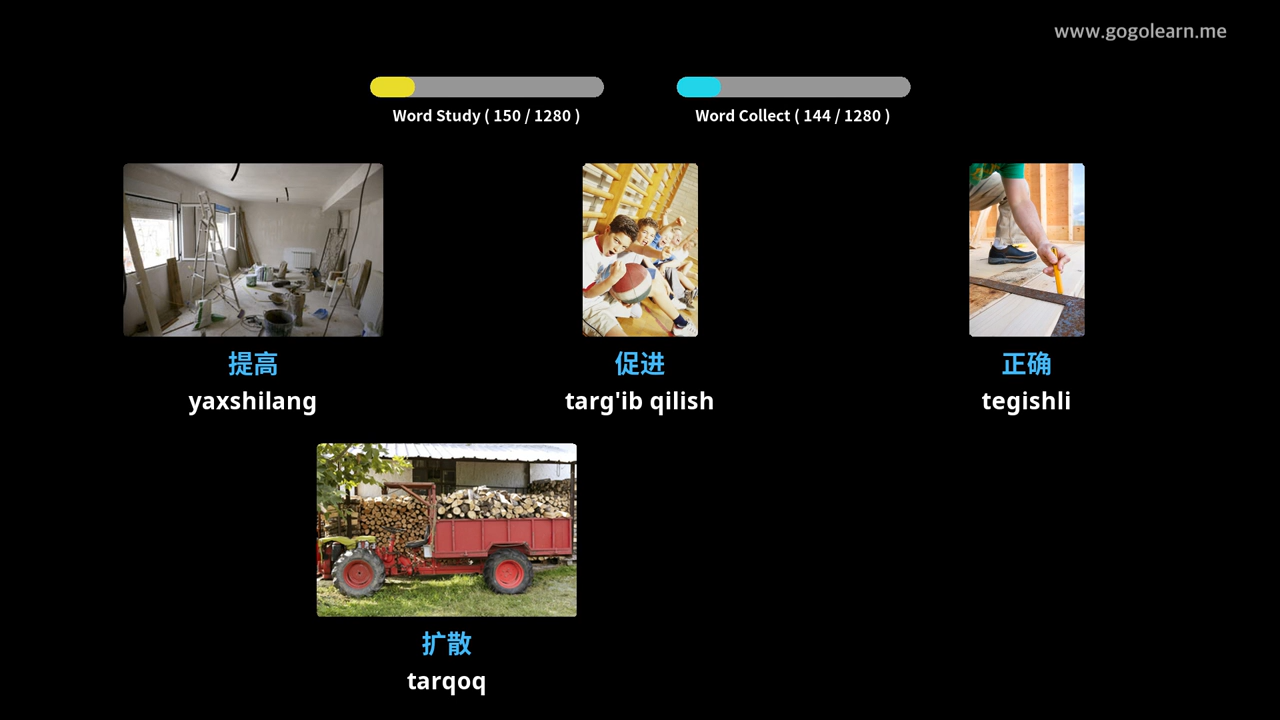 www.gogolearn.me
Word Study ( 150 / 1280 )
Word Collect ( 144 / 1280 )
提高
yaxshilang
促进
targ'ib qilish
正确
tegishli
扩散
tarqoq